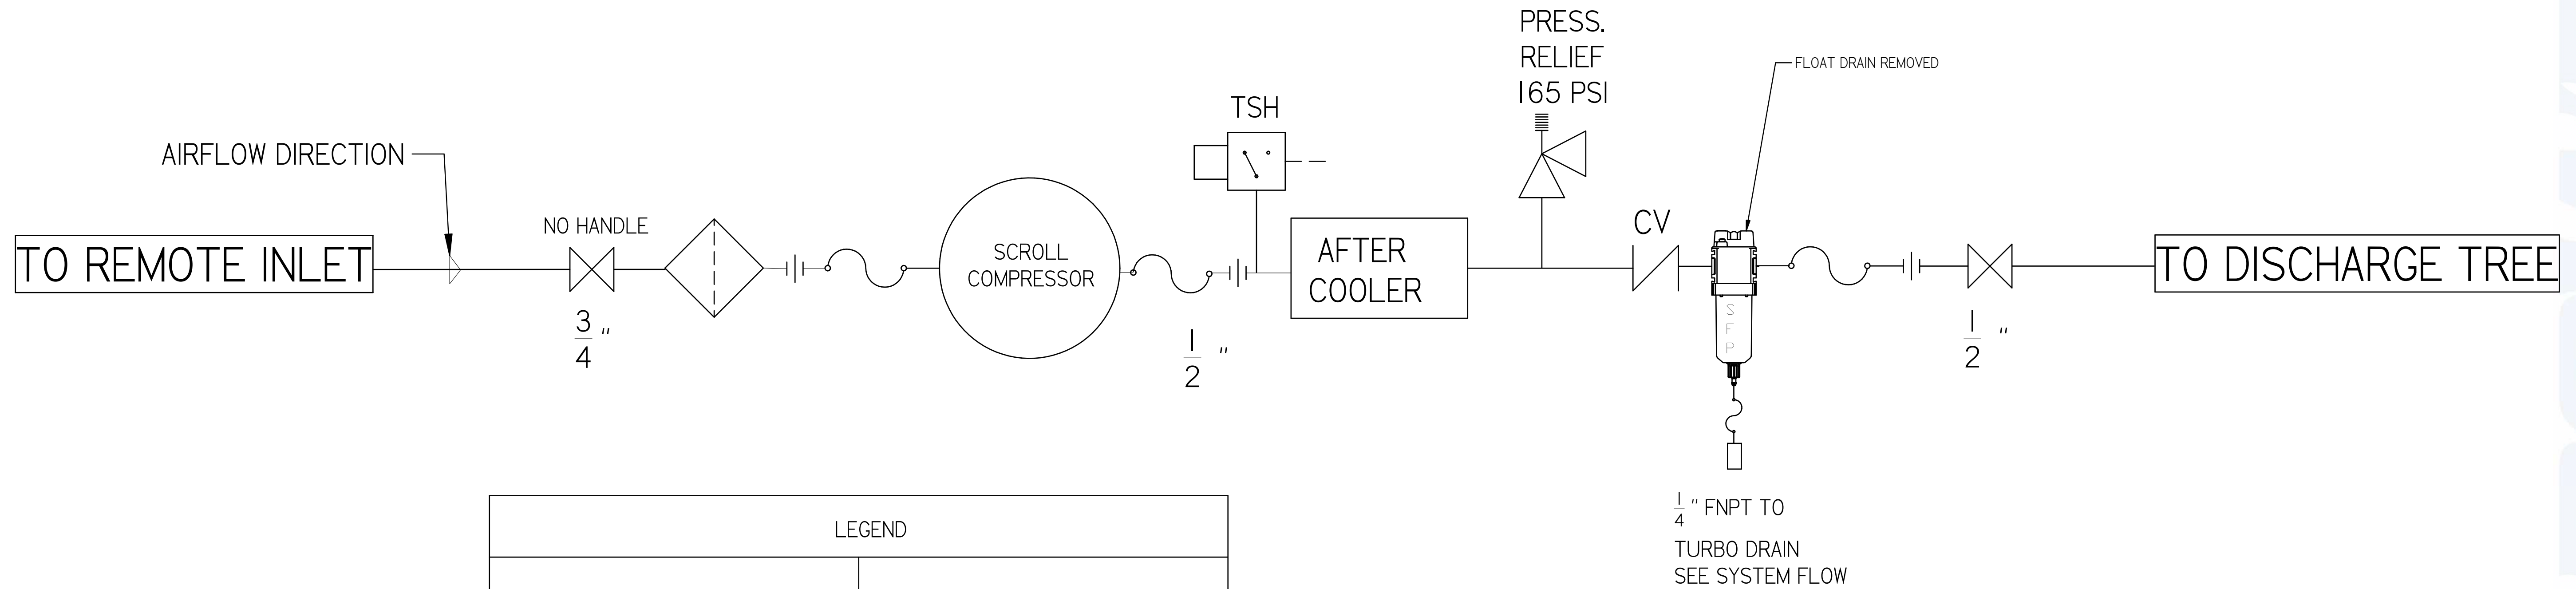 PRESS.
RELIEF
165 PSI
FLOAT DRAIN REMOVED
TSH
AIRFLOW DIRECTION
NO HANDLE
CV
TO REMOTE INLET
SCROLL
COMPRESSOR
AFTER
COOLER
TO DISCHARGE TREE
3/4 "
1/2 "
S
E
P
1/2 "
1/4 " FNPT TO
TURBO DRAIN
SEE SYSTEM FLOW
LEGEND